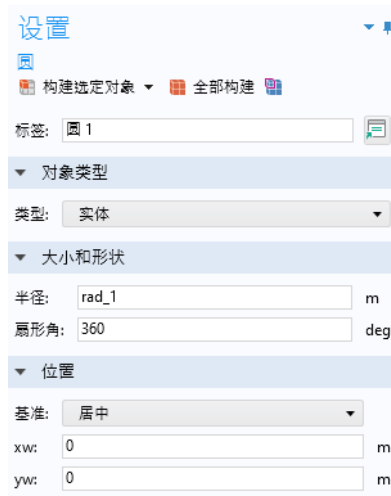 设置
圆
构建选定对象 全部构建
标签: 圆 1
对象类型
类型: 实体
大小和形状
半径: rad_1 m
扇形角: 360 deg
位置
基准: 居中
xw: 0 m
yw: 0 m